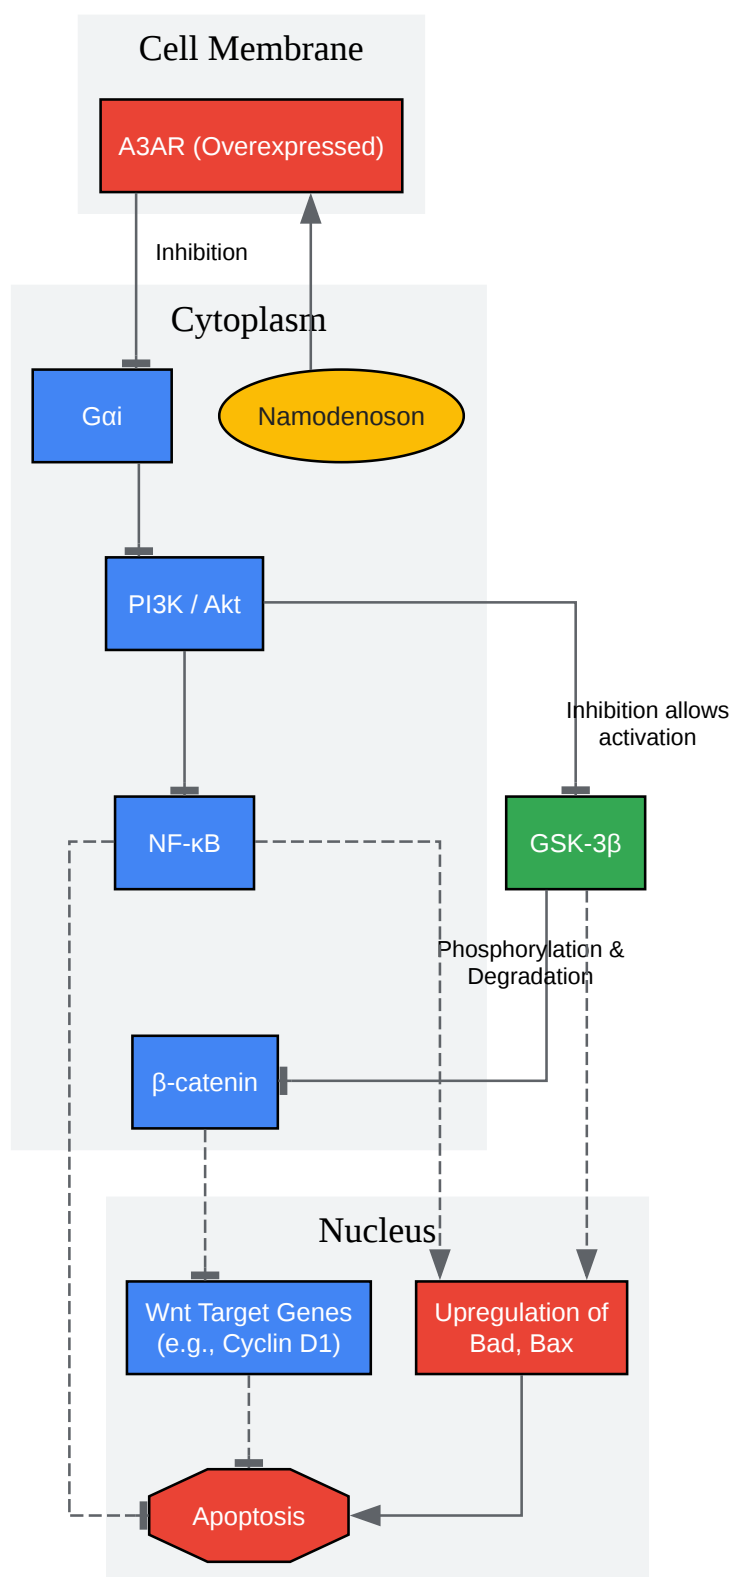 Cell Membrane
A3AR (Overexpressed)
Inhibition
Cytoplasm
Gαi
Namodenoson
PI3K / Akt
Inhibition allows
activation
NF-κB
GSK-3β
Phosphorylation &
Degradation
β-catenin
Nucleus
Wnt Target Genes
(e.g., Cyclin D1)
Upregulation of
Bad, Bax
Apoptosis